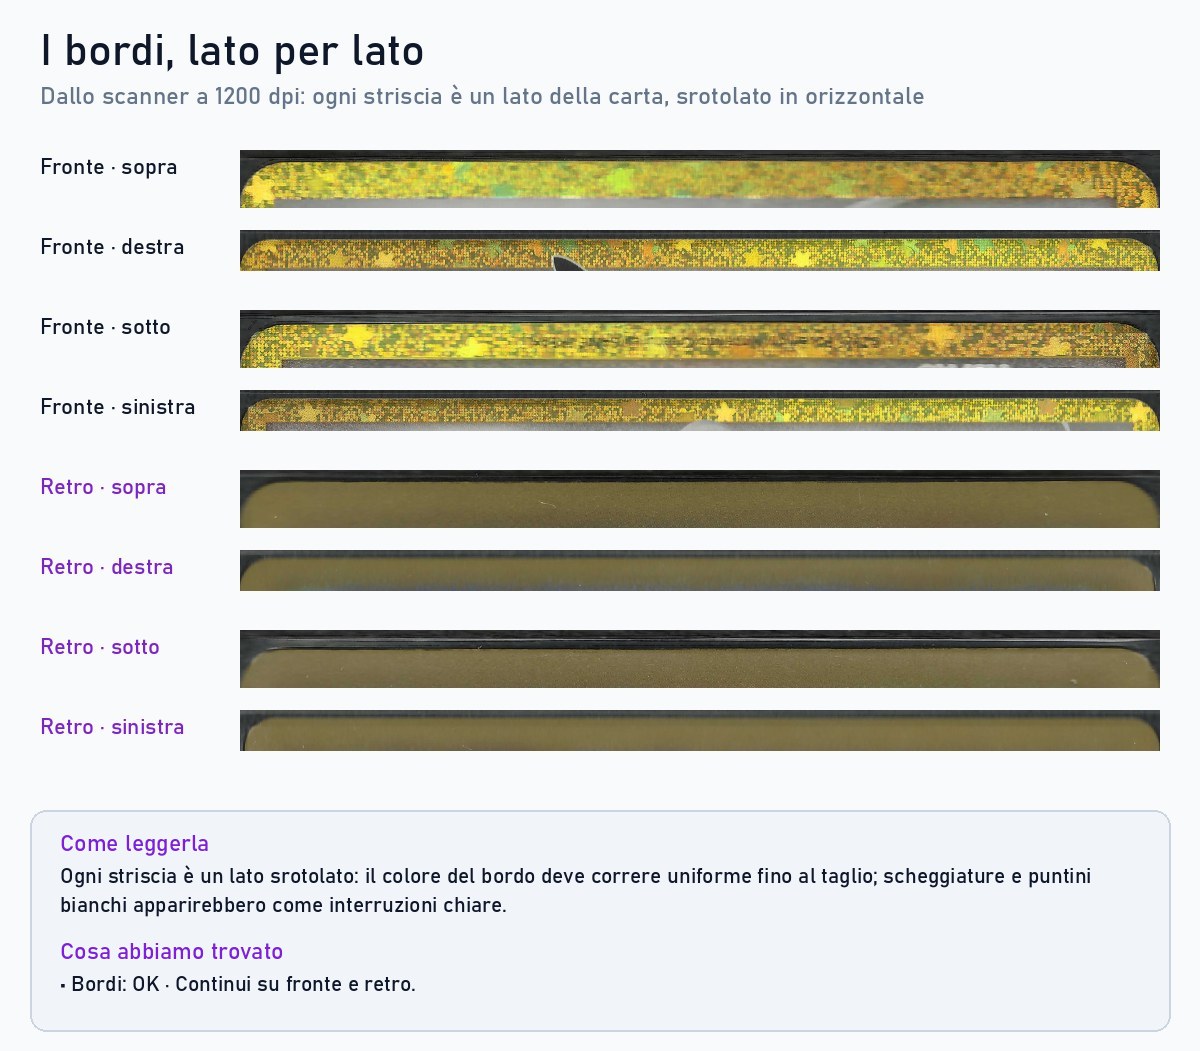 I bordi, lato per lato
Dallo scanner a 1200 dpi: ogni striscia è un lato della carta, srotolato in orizzontale
Fronte · sopra
Fronte · destra
Fronte · sotto
Fronte · sinistra
Retro · sopra
Retro · destra
Retro · sotto
Retro · sinistra
Come leggerla
Ogni striscia è un lato srotolato: il colore del bordo deve correre uniforme fino al taglio; scheggiature e puntini
bianchi apparirebbero come interruzioni chiare.
Cosa abbiamo trovato
• Bordi: OK · Continui su fronte e retro.